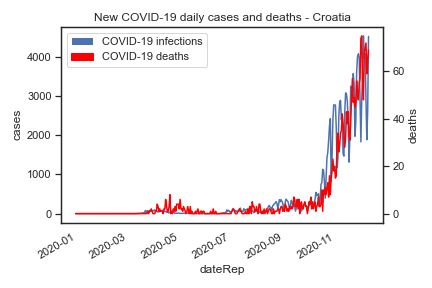 New COVID-19 daily cases and deaths - Croatia
COVID-19 infections
COVID-19 deaths
4000
3000
2000
1000
0
cases
60
40
20
0
deaths
2020-01
2020-03
2020-05
2020-07
2020-09
2020-11
dateRep